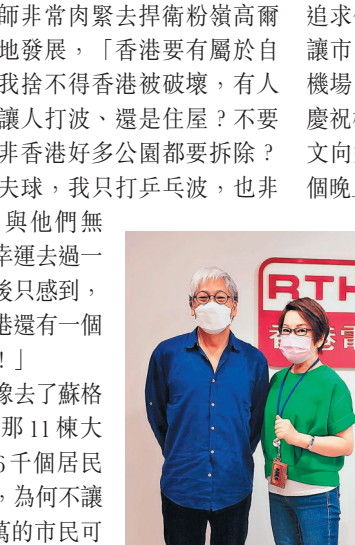 師非常肉緊去捍衛粉嶺高爾
地發展，「香港要有屬於自
我捨不得香港被破壞，有人
讓人打波、還是住屋？不要
非香港好多公園都要拆除？
夫球，我只打乒乓波，也非
與他們無
幸運去過一
後只感到，
港還有一個
！」
像去了蘇格
那11棟大
6千個居民
，為何不讓
萬的市民可
追求
讓市
機場
慶祝
文向
個晚
RTH
香港電